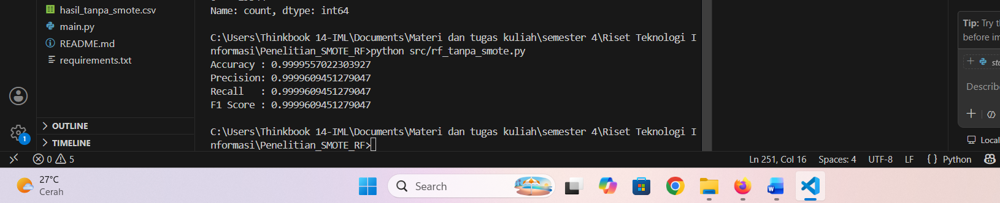 hasil_tanpa_smote.csv
main.py
README.md
requirements.txt
OUTLINE
TIMELINE
Name: count, dtype: int64
C:\Users\Thinkbook 14-IML\Documents\Materi dan tugas kuliah\semester 4\Riset Teknologi I
nformasi\Penelitian_SMOTE_RF>python src/rf_tanpa_smote.py
Accuracy : 0.9999557022303927
Precision: 0.9999609451279047
Recall   : 0.9999609451279047
F1 Score : 0.9999609451279047
C:\Users\Thinkbook 14-IML\Documents\Materi dan tugas kuliah\semester 4\Riset Teknologi I
nformasi\Penelitian_SMOTE_RF>
Tip: Try
before
Local
1
0 5
Ln 251, Col 16 Spaces: 4 UTF-8 LF { } Python
27°C
Cerah
Search